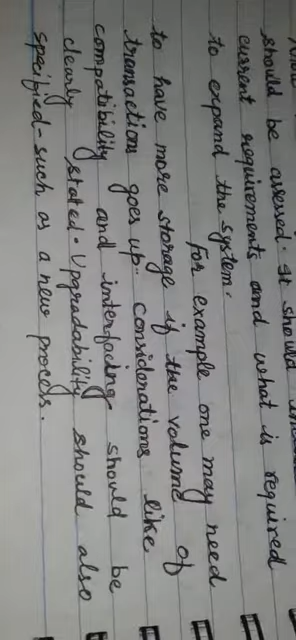 should be assessed. It should
current requirements and what is required
to expand the system.
For example one may need
to have more storage if the volume of
transactions goes up. considerations like
compatibility and interfacing should be
clearly stated. Upgradability should also
specified such as a new process.